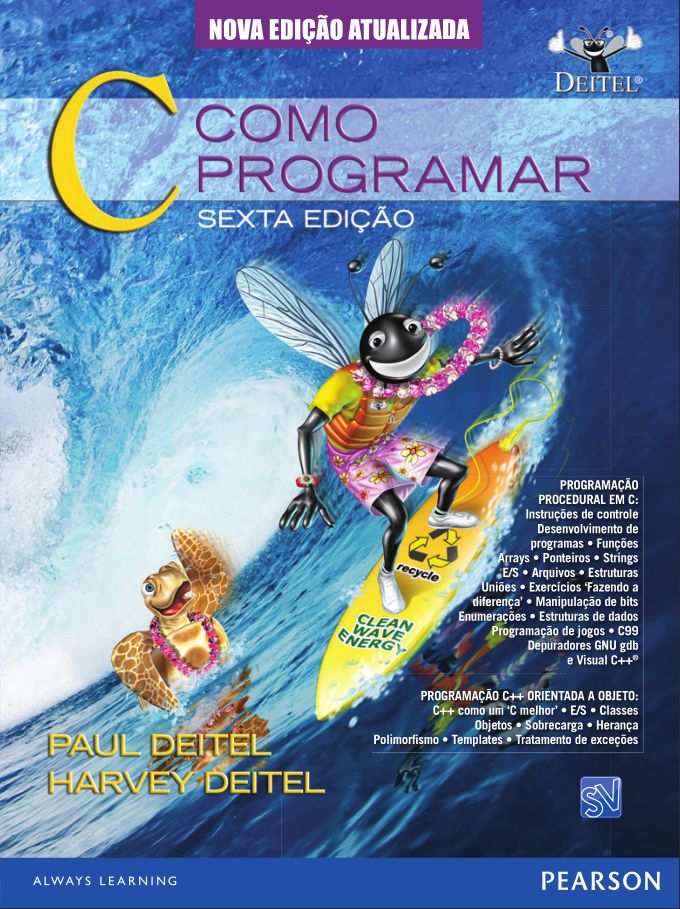 NOVA EDIÇÃO ATUALIZADA
DEITEL®
C COMO
PROGRAMAR
SEXTA EDIÇÃO
recycle
CLEAN
WAVE
ENERGY
PROGRAMAÇÃO
PROCEDURAL EM C:
Instruções de controle
Desenvolvimento de
programas • Funções
Arrays • Ponteiros • Strings
E/S • Arquivos • Estruturas
Uniões • Exercícios ‘Fazendo a
diferença’ • Manipulação de bits
Enumerações • Estruturas de dados
Programação de jogos • C99
Depuradores GNU gdb
e Visual C++®
PROGRAMAÇÃO C++ ORIENTADA A OBJETO:
C++ como um ‘C melhor’ • E/S • Classes
Objetos • Sobrecarga • Herança
Polimorfismo • Templates • Tratamento de exceções
PAUL DEITEL
HARVEY DEITEL
SV
ALWAYS LEARNING
PEARSON